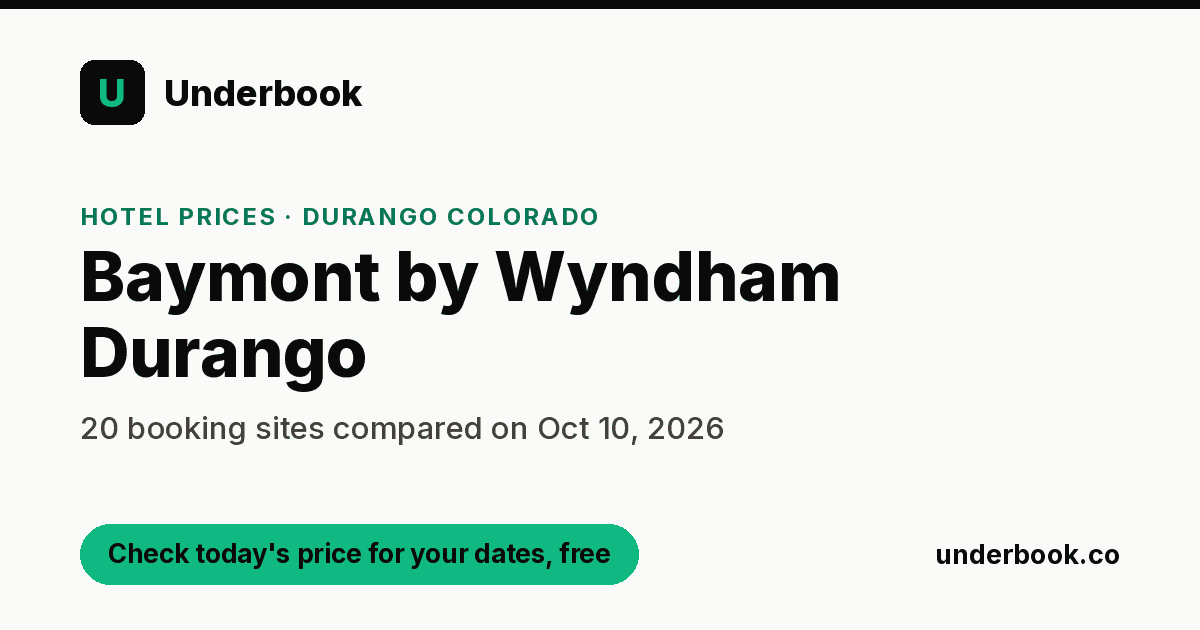 U Underbook
HOTEL PRICES · DURANGO COLORADO
Baymont by Wyndham
Durango
20 booking sites compared on Oct 10, 2026
Check today's price for your dates, free
underbook.co